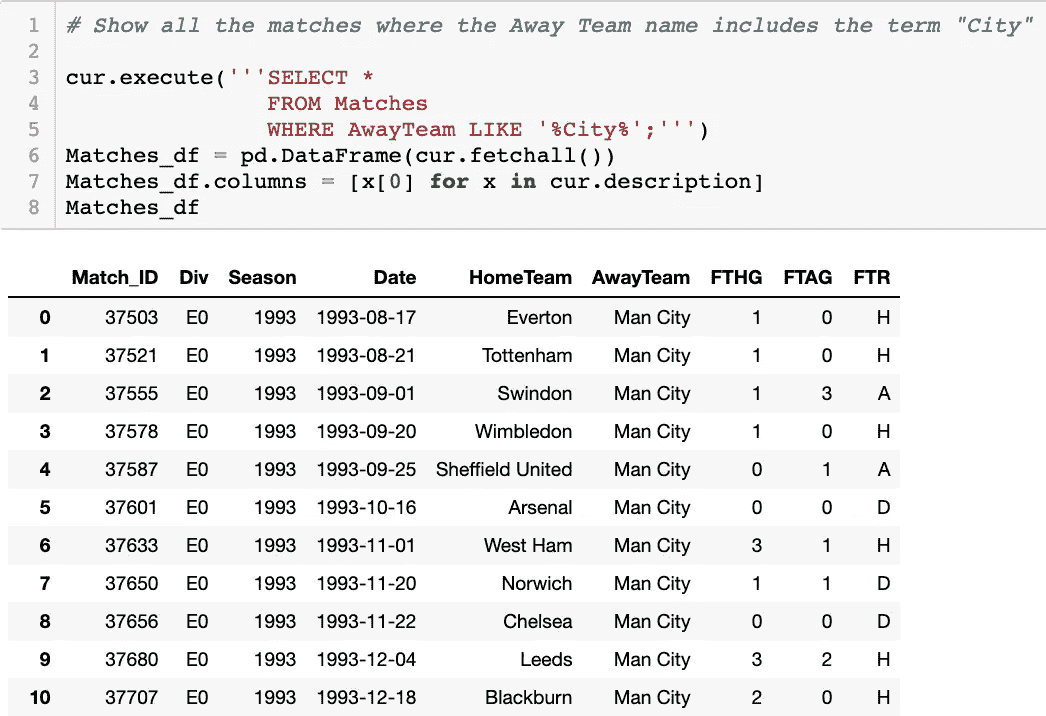 1 # Show all the matches where the Away Team name includes the term "City"
2
3 cur.execute('''SELECT *
4 FROM Matches
5 WHERE AwayTeam LIKE '%City%';''')
6 Matches_df = pd.DataFrame(cur.fetchall())
7 Matches_df.columns = [x[0] for x in cur.description]
8 Matches_df
Match_ID Div Season Date HomeTeam AwayTeam FTHG FTAG FTR
0 37503 E0 1993 1993-08-17 Everton Man City 1 0 H
1 37521 E0 1993 1993-08-21 Tottenham Man City 1 0 H
2 37555 E0 1993 1993-09-01 Swindon Man City 1 3 A
3 37578 E0 1993 1993-09-20 Wimbledon Man City 1 0 H
4 37587 E0 1993 1993-09-25 Sheffield United Man City 0 1 A
5 37601 E0 1993 1993-10-16 Arsenal Man City 0 0 D
6 37633 E0 1993 1993-11-01 West Ham Man City 3 1 H
7 37650 E0 1993 1993-11-20 Norwich Man City 1 1 D
8 37656 E0 1993 1993-11-22 Chelsea Man City 0 0 D
9 37680 E0 1993 1993-12-04 Leeds Man City 3 2 H
10 37707 E0 1993 1993-12-18 Blackburn Man City 2 0 H